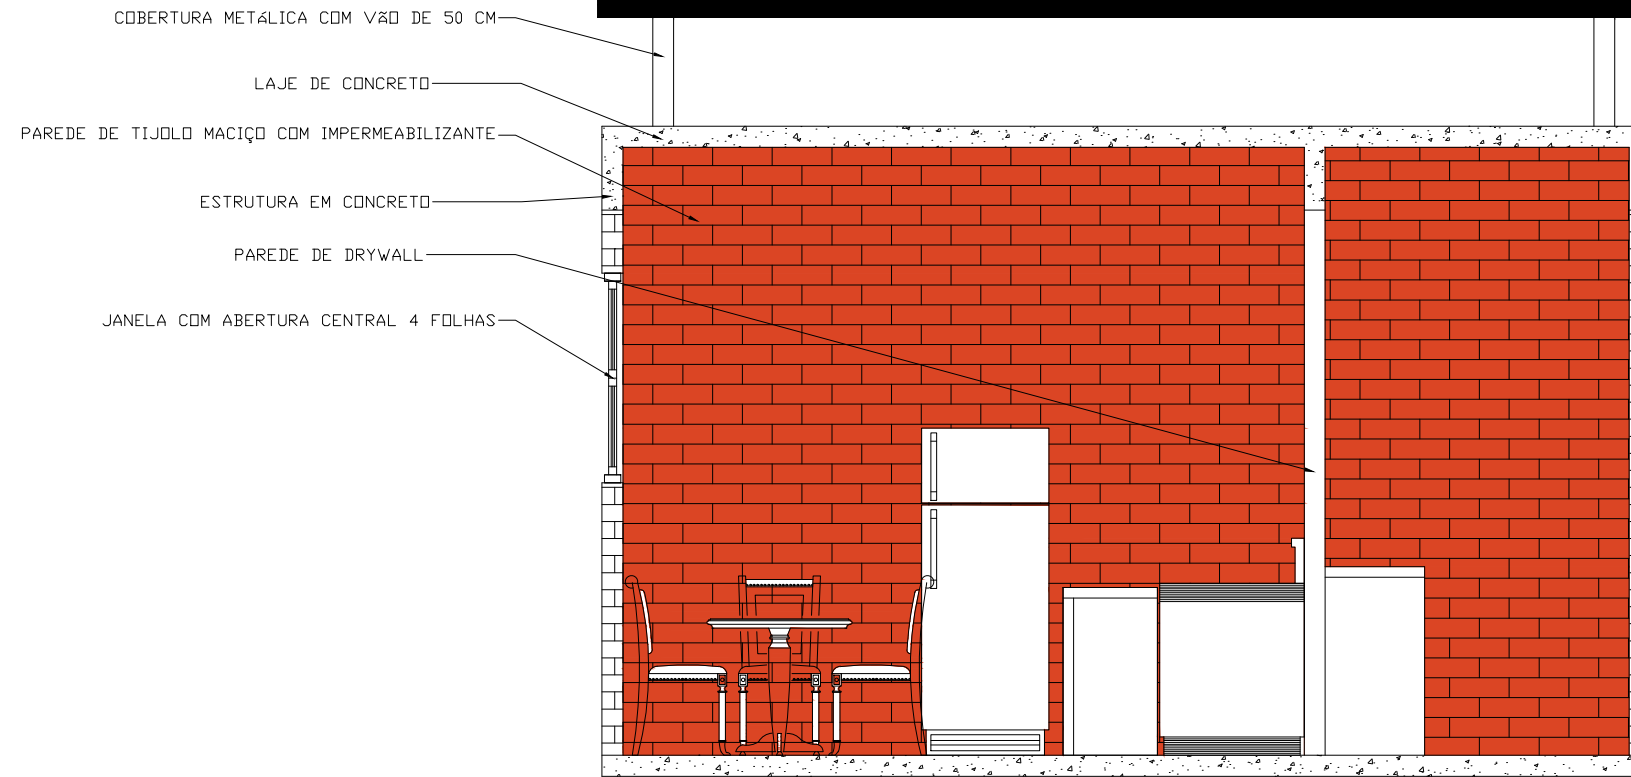 COBERTURA METáLICA COM VãO DE 50 CM
LAJE DE CONCRETO
PAREDE DE TIJOLO MACIÇO COM IMPERMEABILIZANTE
ESTRUTURA EM CONCRETO
PAREDE DE DRYWALL
JANELA COM ABERTURA CENTRAL 4 FOLHAS